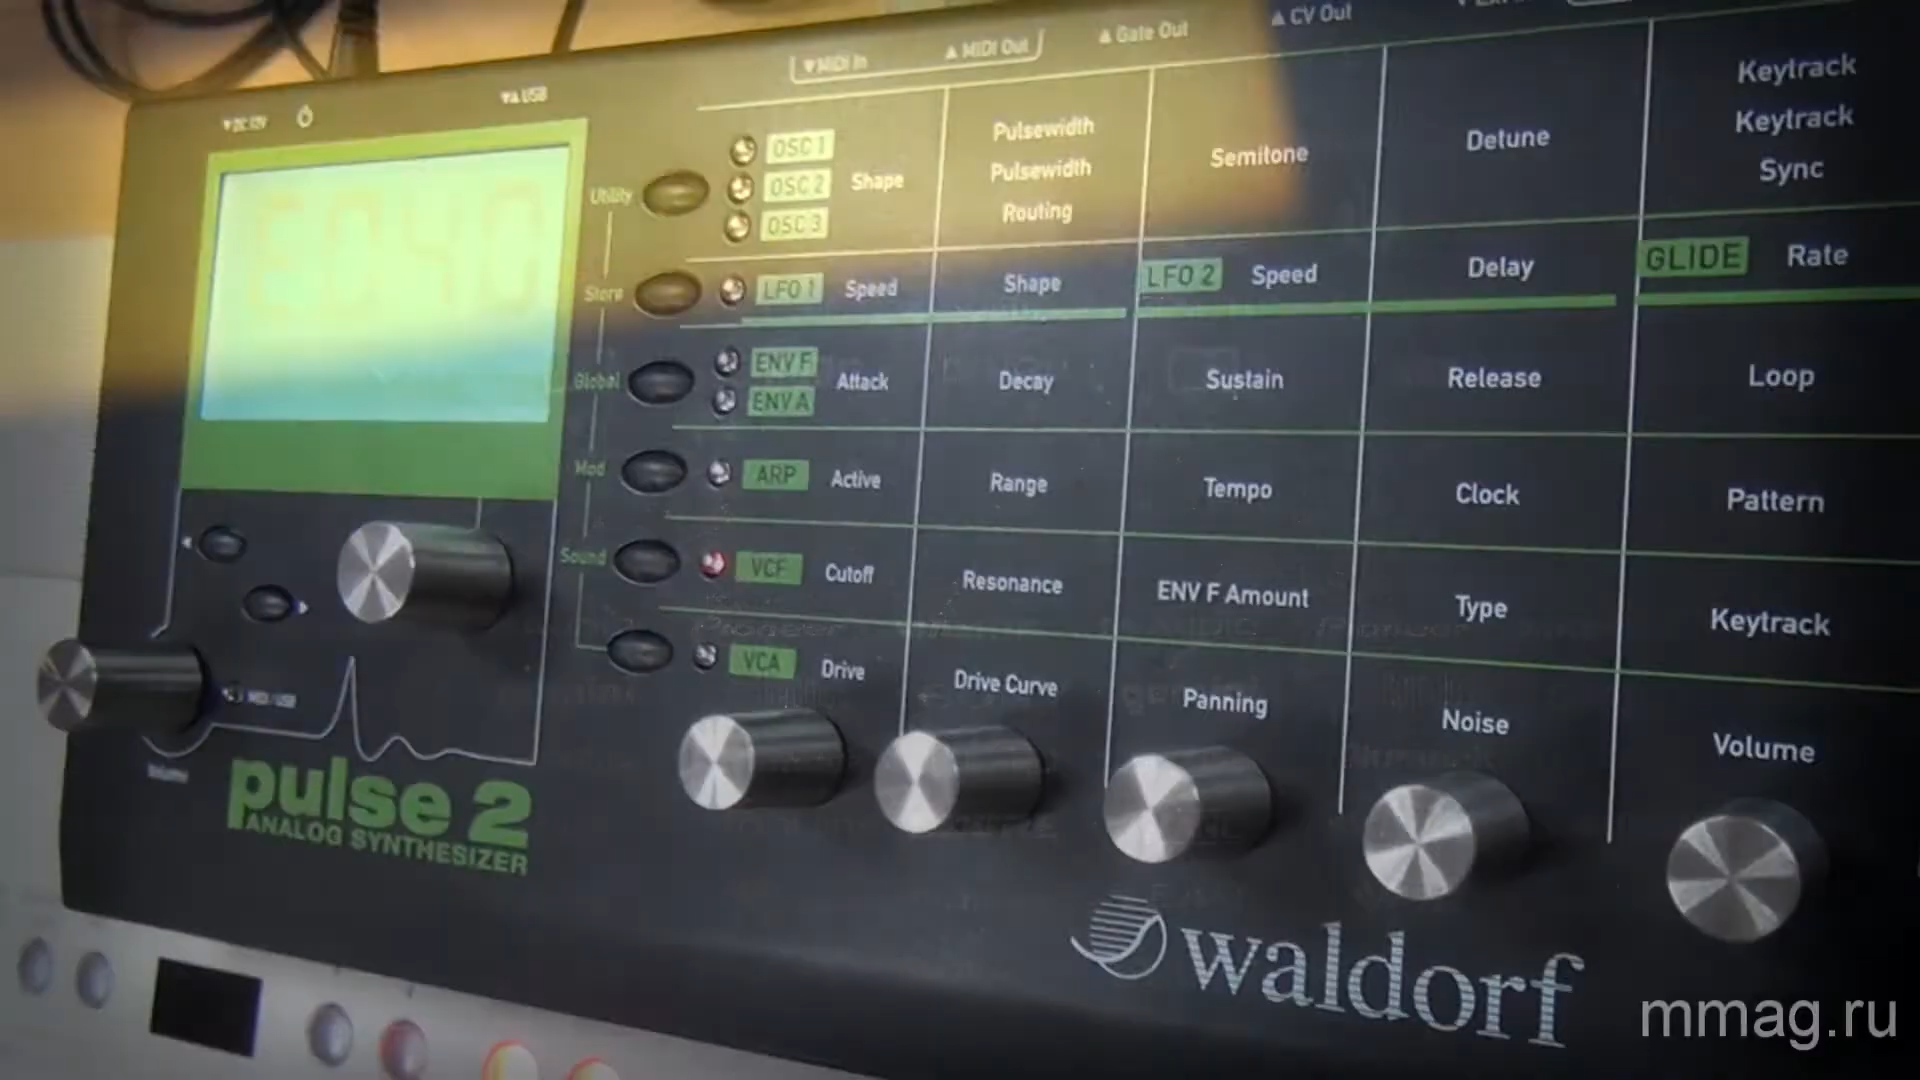 ▲ CV Out
▲ Gate Out
▼ MIDI In ▲ MIDI Out
▼▲ USB
▼ DC 12V
Keytrack
Keytrack
Sync
Detune
Semitone
Pulsewidth
Pulsewidth
Routing
OSC 1
OSC 2
OSC 3
Shape
Utility
Store
LFO 1 Speed Shape LFO 2 Speed Delay GLIDE Rate
Global
ENV F
ENV A
Attack Decay Sustain Release Loop
Mod
ARP Active Range Tempo Clock Pattern
Sound
VCF Cutoff Resonance ENV F Amount Type Keytrack
VCA Drive Drive Curve Panning Noise Volume
MIDI / USB
Volume
pulse 2
ANALOG SYNTHESIZER
waldorf
mmag.ru